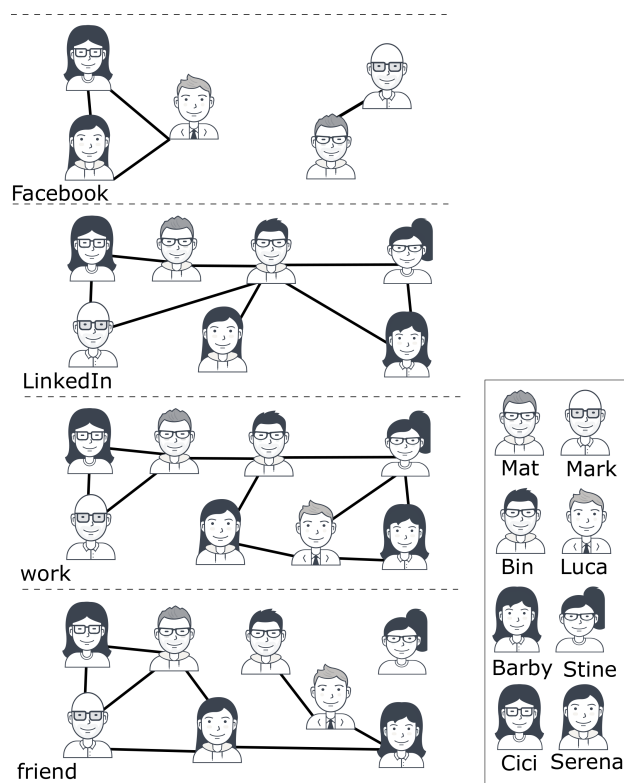 Facebook
LinkedIn
work
friend
Mat Mark
Bin Luca
Barby Stine
Cici Serena